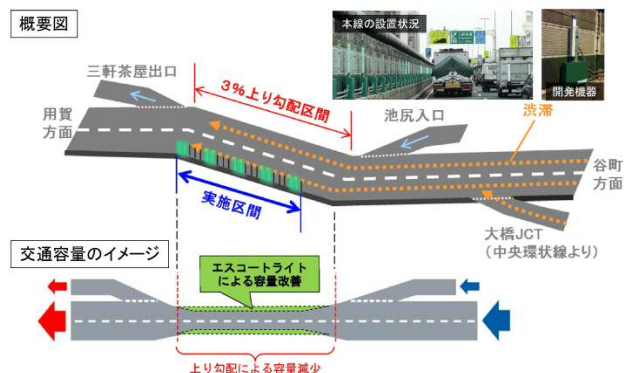 概要図
本線の設置状況
開発機器
三軒茶屋出口
3%上り勾配区間
池尻入口
渋滞
用賀
方面
谷町
方面
実施区間
大橋JCT
(中央環状線より)
交通容量のイメージ
エスコートライト
による容量改善
上り勾配による容量減少